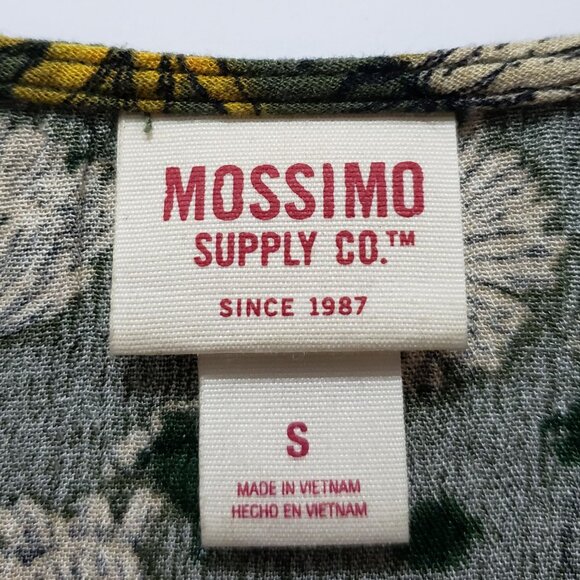 MOSSIMO
SUPPLY CO.™
SINCE 1987
S
MADE IN VIETNAM
HECHO EN VIETNAM